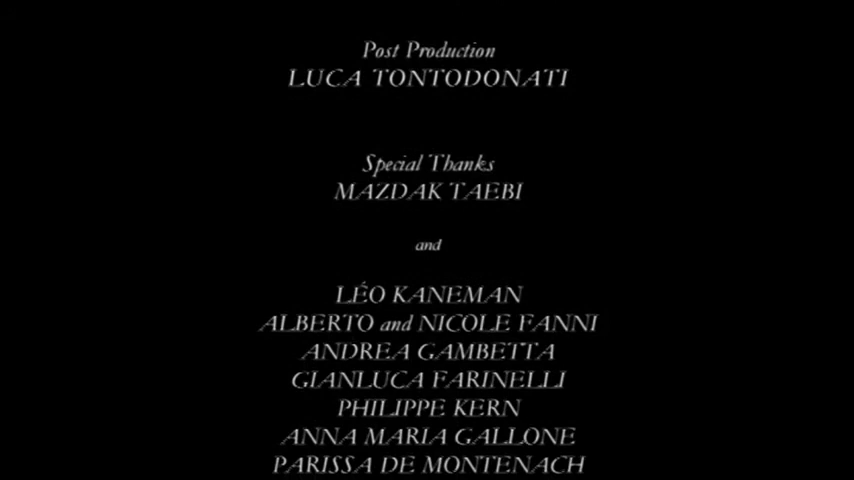 Post Production
LUCA TONTODONATI
Special Thanks
MAZDAK TAEBI
and
LÉO KANEMAN
ALBERTO and NICOLE FANNI
ANDREA GAMBETTA
GIANLUCA FARINELLI
PHILIPPE KERN
ANNA MARIA GALLONE
PARISSA DE MONTENACH